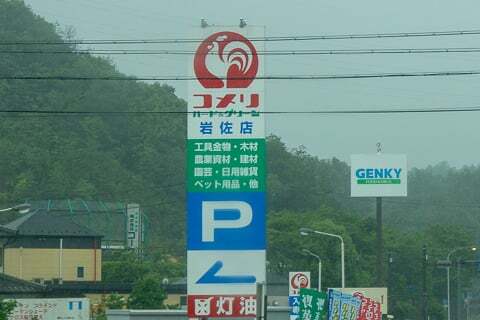 コメリ
ハード&グリーン
岩佐店
工具金物・木材
農業資材・建材
園芸・日用雑貨
ペット用品・他
P
灯油
GENKY